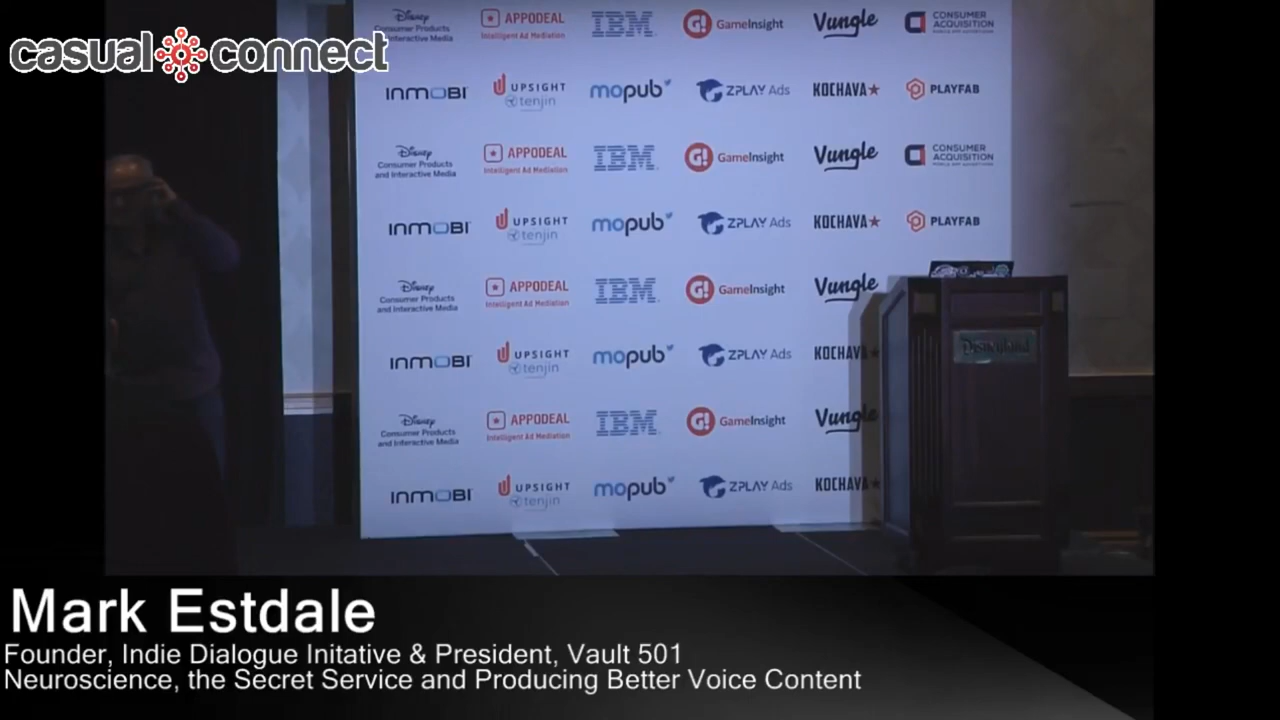 casual connect
Disney Consumer Products and Interactive Media APPODEAL Intelligent Ad Mediation IBM GameInsight Vungle CONSUMER ACQUISITION
INMOBI UPSIGHT tenjin mopub ZPLAY Ads KOCHAVA PLAYFAB
Disney Consumer Products and Interactive Media APPODEAL Intelligent Ad Mediation IBM GameInsight Vungle CONSUMER ACQUISITION
INMOBI UPSIGHT tenjin mopub ZPLAY Ads KOCHAVA PLAYFAB
Disney Consumer Products and Interactive Media APPODEAL Intelligent Ad Mediation IBM GameInsight Vungle
INMOBI UPSIGHT tenjin mopub ZPLAY Ads KOCHAVA
Disneyland
Disney Consumer Products and Interactive Media APPODEAL Intelligent Ad Mediation IBM GameInsight Vungle
INMOBI UPSIGHT tenjin mopub ZPLAY Ads KOCHAVA
Mark Estdale
Founder, Indie Dialogue Initative & President, Vault 501
Neuroscience, the Secret Service and Producing Better Voice Content